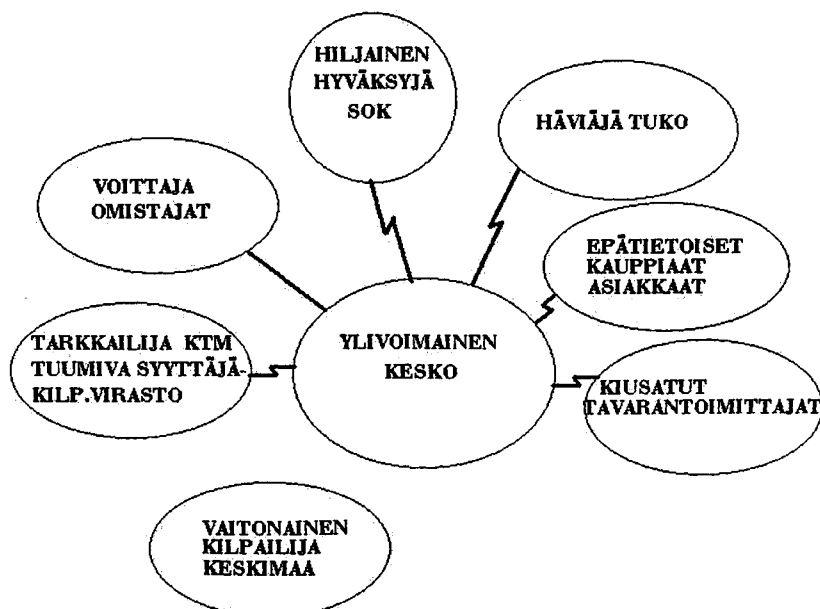 HILJAINEN
HYVÄKSYJÄ
SOK
HÄVIÄJÄ TUKO
VOITTAJA
OMISTAJAT
EPÄTIETOISET
KAUPPIAAT
ASIAKKAAT
TARKKAILIJA KTM
TUUMIVA SYYTTÄJÄ-
KILP.VIRASTO
YLIVOIMAINEN
KESKO
KIUSATUT
TAVARANTOIMITTAJAT
VAITONAINEN
KILPAILIJA
KESKIMAA